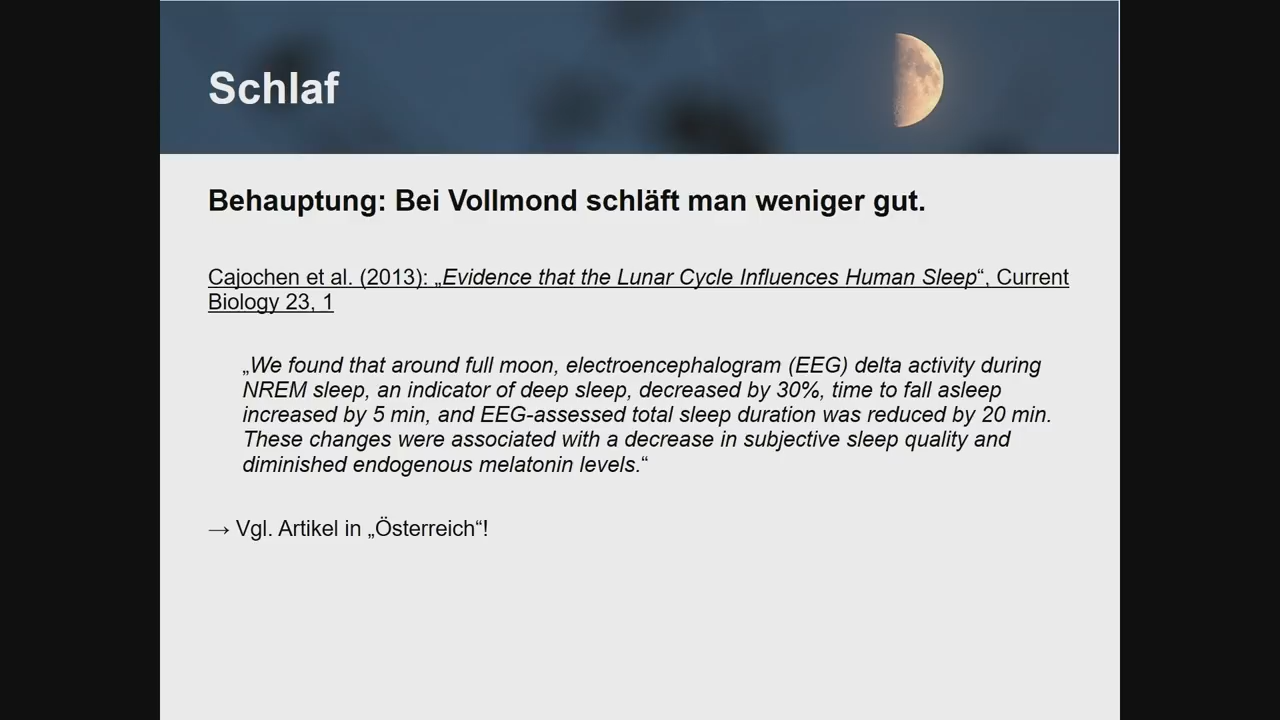 Schlaf
Behauptung: Bei Vollmond schläft man weniger gut.
Cajochen et al. (2013): „Evidence that the Lunar Cycle Influences Human Sleep“, Current
Biology 23, 1
„We found that around full moon, electroencephalogram (EEG) delta activity during
NREM sleep, an indicator of deep sleep, decreased by 30%, time to fall asleep
increased by 5 min, and EEG-assessed total sleep duration was reduced by 20 min.
These changes were associated with a decrease in subjective sleep quality and
diminished endogenous melatonin levels.“
→ Vgl. Artikel in „Österreich“!